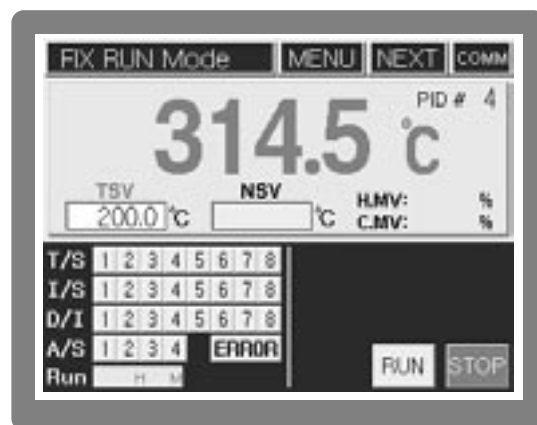 FIX RUN Mode MENU NEXT COMM
PID # 4
314.5 °C
TSV NSV H.MV: %
200.0 °C °C C.MV: %
T/S 1 2 3 4 5 6 7 8
I/S 1 2 3 4 5 6 7 8
D/I 1 2 3 4 5 6 7 8
A/S 1 2 3 4 ERROR
Run H M
RUN STOP